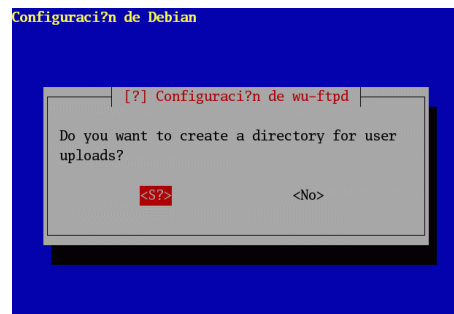 Configuraci?n de Debian
[?] Configuraci?n de wu-ftpd
Do you want to create a directory for user
uploads?
<S?> <No>